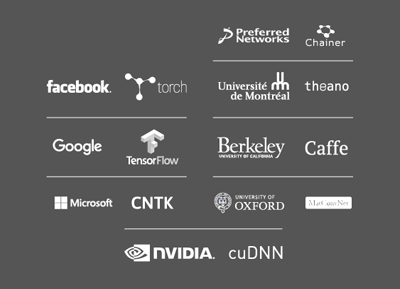 Preferred Networks
Chainer
facebook.
torch
Université de Montréal
theano
Google
TensorFlow
Berkeley
UNIVERSITY OF CALIFORNIA
Caffe
Microsoft
CNTK
UNIVERSITY OF OXFORD
MatConvNet
NVIDIA.
cuDNN